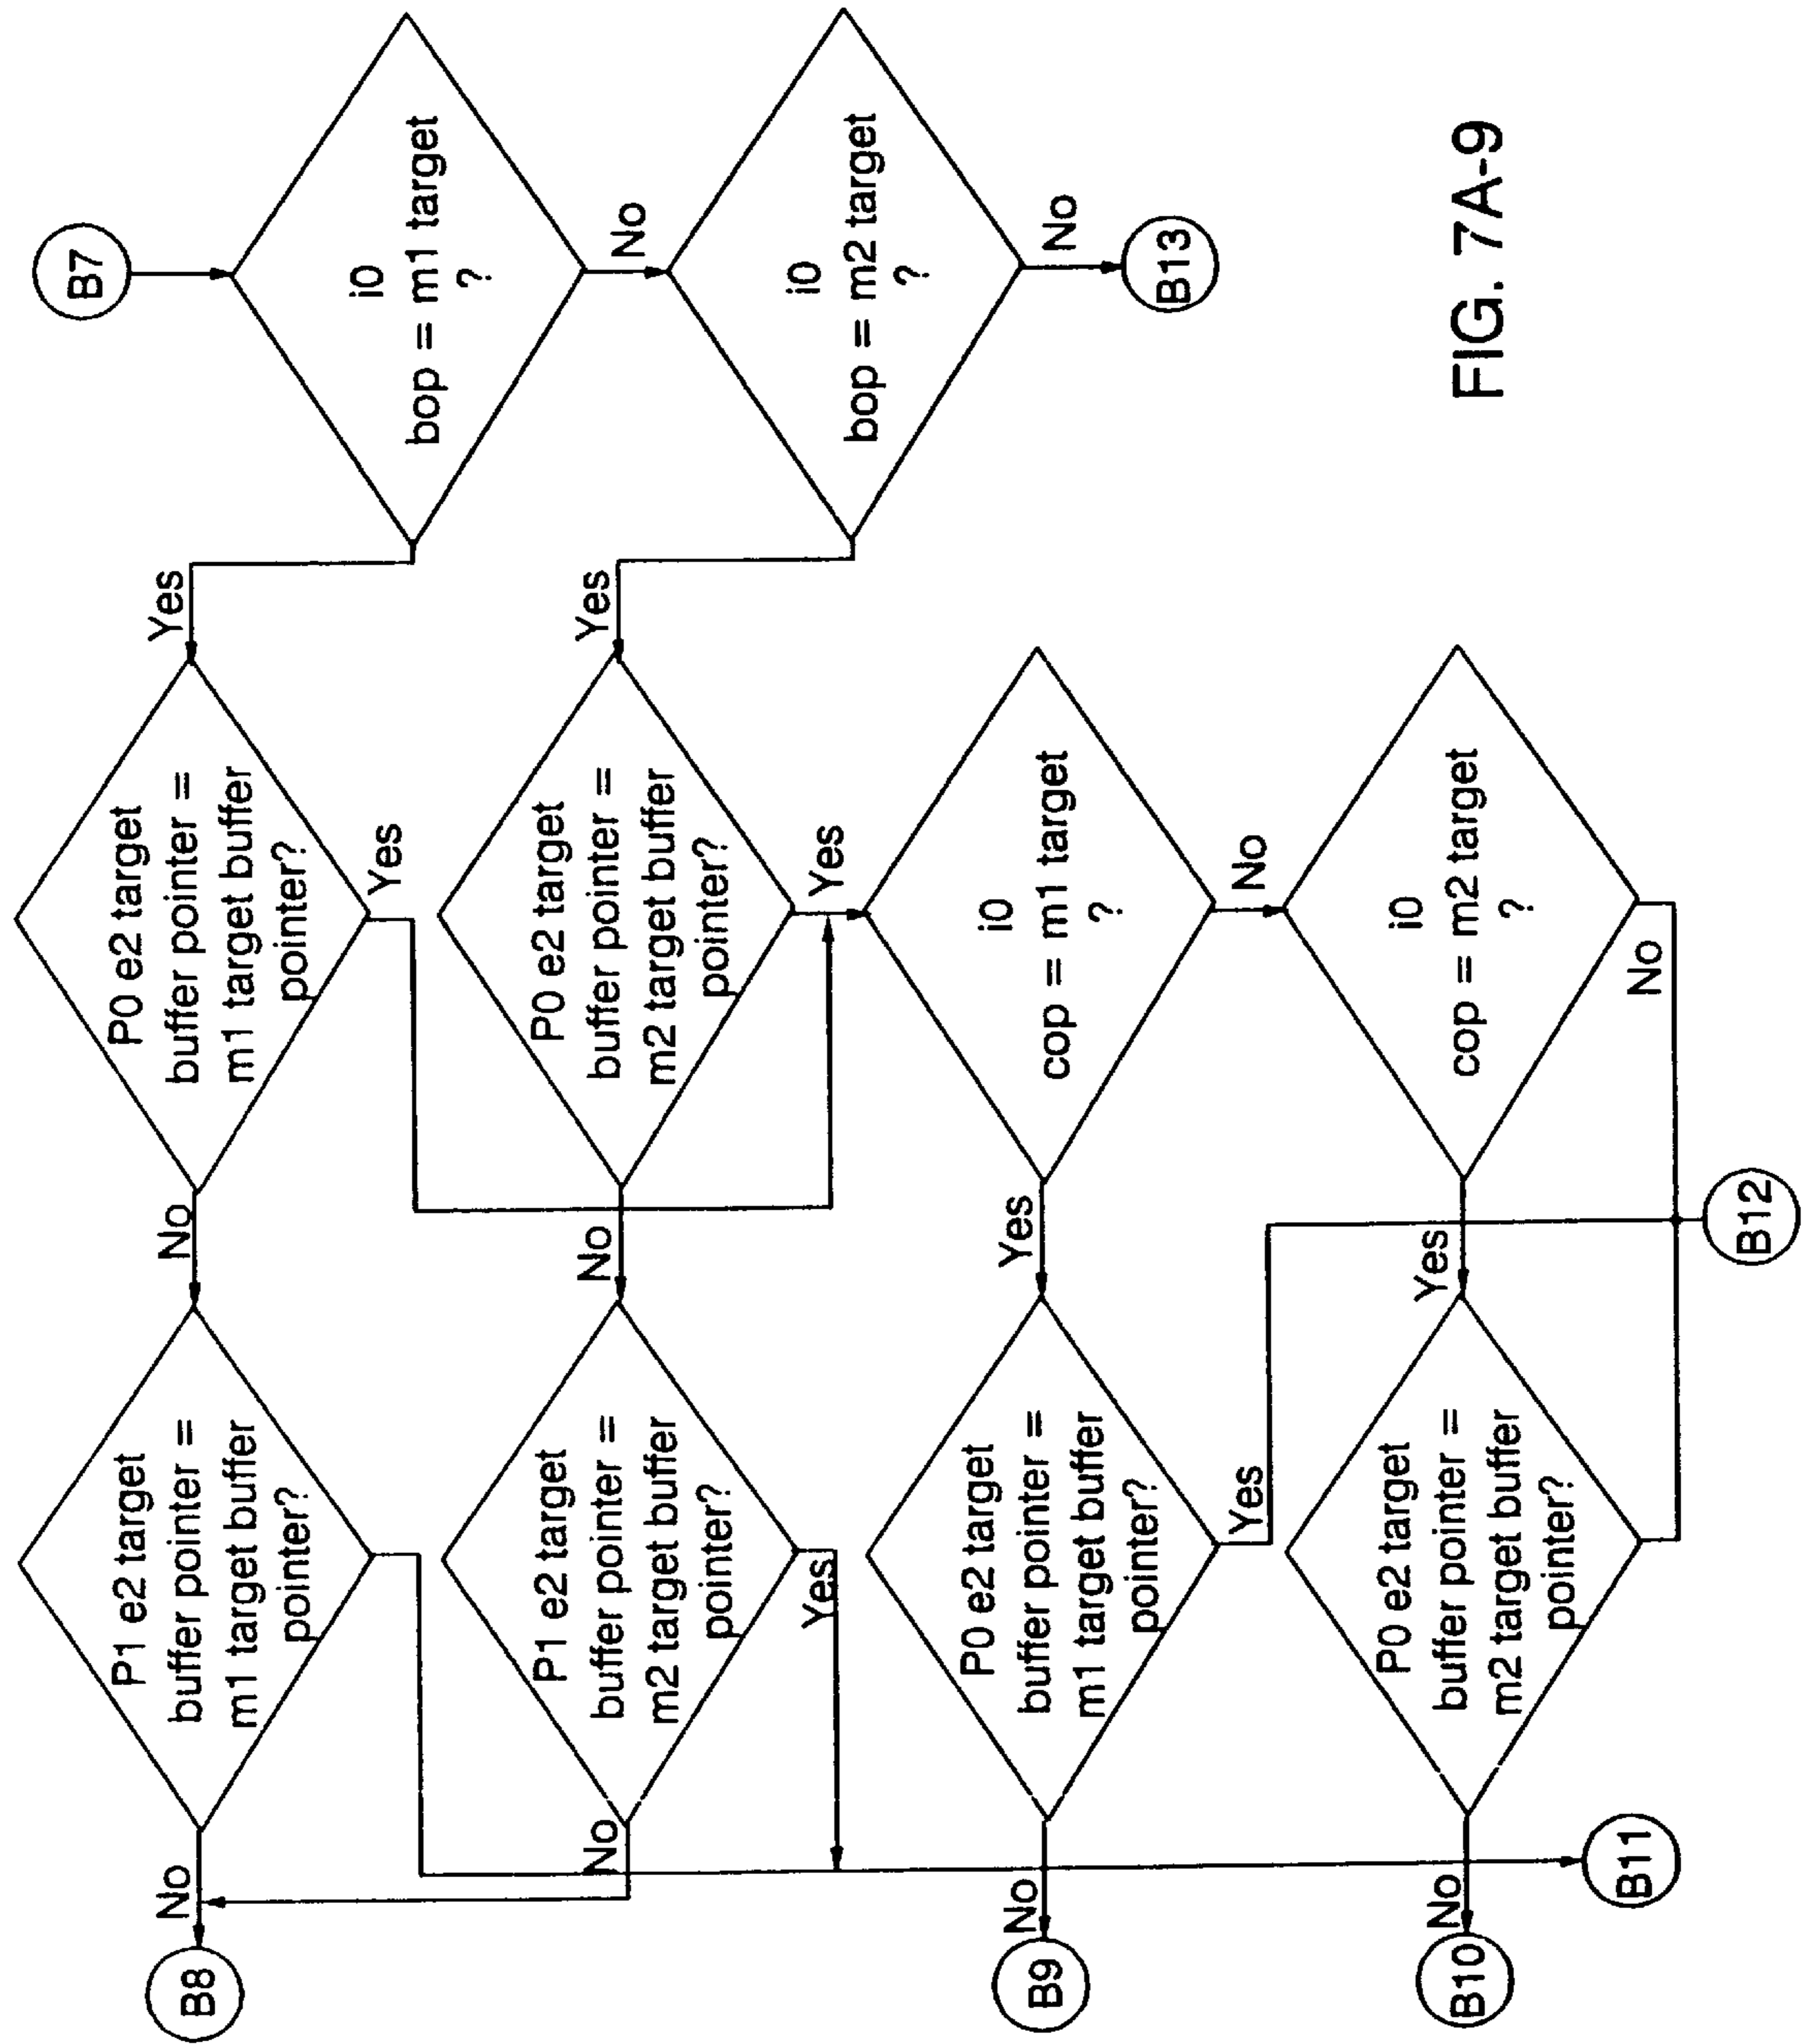 B7
B8
No
P1 e2 target
buffer pointer =
m1 target buffer
pointer?
No
P0 e2 target
buffer pointer =
m1 target buffer
pointer?
Yes
Yes
i0
bop = m1 target
?
No
No
P1 e2 target
buffer pointer =
m2 target buffer
pointer?
Yes
No
P0 e2 target
buffer pointer =
m2 target buffer
pointer?
Yes
Yes
i0
bop = m2 target
?
No
B13
B9
No
P0 e2 target
buffer pointer =
m1 target buffer
pointer?
Yes
Yes
i0
cop = m1 target
?
No
B10
No
P0 e2 target
buffer pointer =
m2 target buffer
pointer?
Yes
i0
cop = m2 target
?
No
B11
B12
FIG. 7A-9